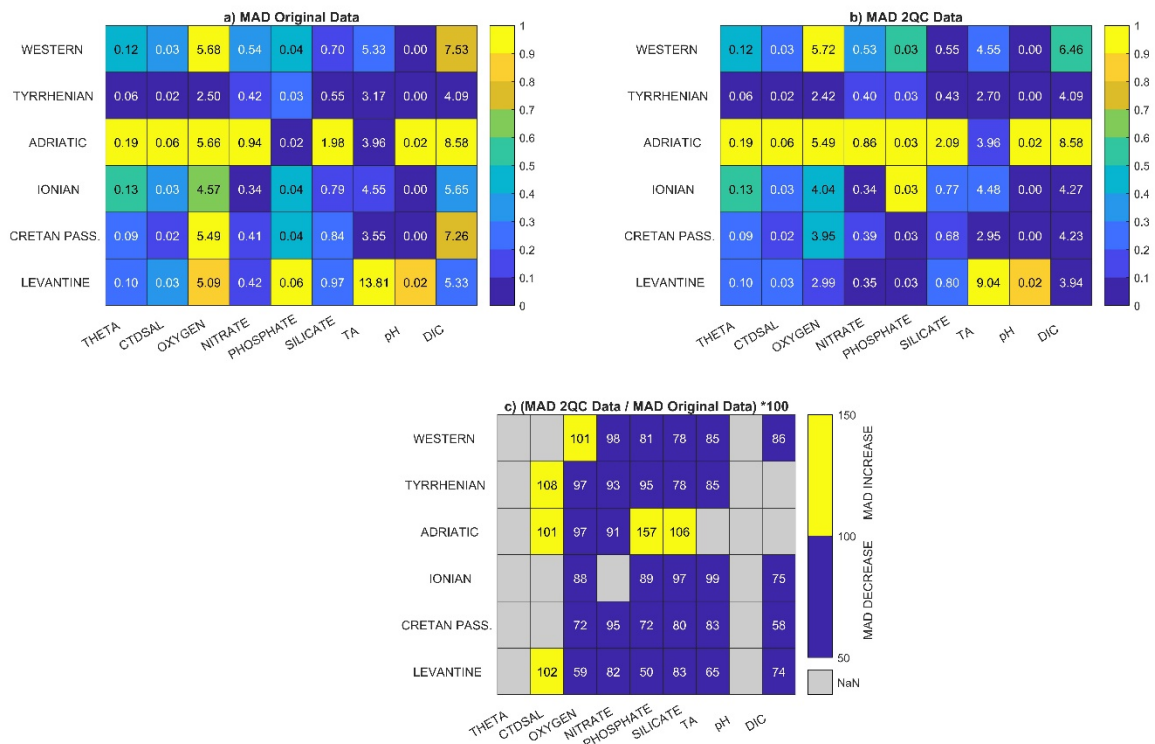 a) MAD Original Data
WESTERN 0.12 0.03 5.68 0.54 0.04 0.70 5.33 0.00 7.53
TYRRHENIAN 0.06 0.02 2.50 0.42 0.03 0.55 3.17 0.00 4.09
ADRIATIC 0.19 0.06 5.66 0.94 0.02 1.98 3.96 0.02 8.58
IONIAN 0.13 0.03 4.57 0.34 0.04 0.79 4.55 0.00 5.65
CRETAN PASS. 0.09 0.02 5.49 0.41 0.04 0.84 3.55 0.00 7.26
LEVANTINE 0.10 0.03 5.09 0.42 0.06 0.97 13.81 0.02 5.33
THETA CTDSAL OXYGEN NITRATE PHOSPHATE SILICATE TA pH DIC
1
0.9
0.8
0.7
0.6
0.5
0.4
0.3
0.2
0.1
0
b) MAD 2QC Data
WESTERN 0.12 0.03 5.72 0.53 0.03 0.55 4.55 0.00 6.46
TYRRHENIAN 0.06 0.02 2.42 0.40 0.03 0.43 2.70 0.00 4.09
ADRIATIC 0.19 0.06 5.49 0.86 0.03 2.09 3.96 0.02 8.58
IONIAN 0.13 0.03 4.04 0.34 0.03 0.77 4.48 0.00 4.27
CRETAN PASS. 0.09 0.02 3.95 0.39 0.03 0.68 2.95 0.00 4.23
LEVANTINE 0.10 0.03 2.99 0.35 0.03 0.80 9.04 0.02 3.94
THETA CTDSAL OXYGEN NITRATE PHOSPHATE SILICATE TA pH DIC
1
0.9
0.8
0.7
0.6
0.5
0.4
0.3
0.2
0.1
0
c) (MAD 2QC Data / MAD Original Data) *100
WESTERN 101 98 81 78 85 86
TYRRHENIAN 108 97 93 95 78 85
ADRIATIC 101 97 91 157 106
IONIAN 88 89 97 99 75
CRETAN PASS. 72 95 72 80 83 58
LEVANTINE 102 59 82 50 83 65 74
THETA CTDSAL OXYGEN NITRATE PHOSPHATE SILICATE TA pH DIC
150
100
50
NaN
MAD INCREASE
MAD DECREASE